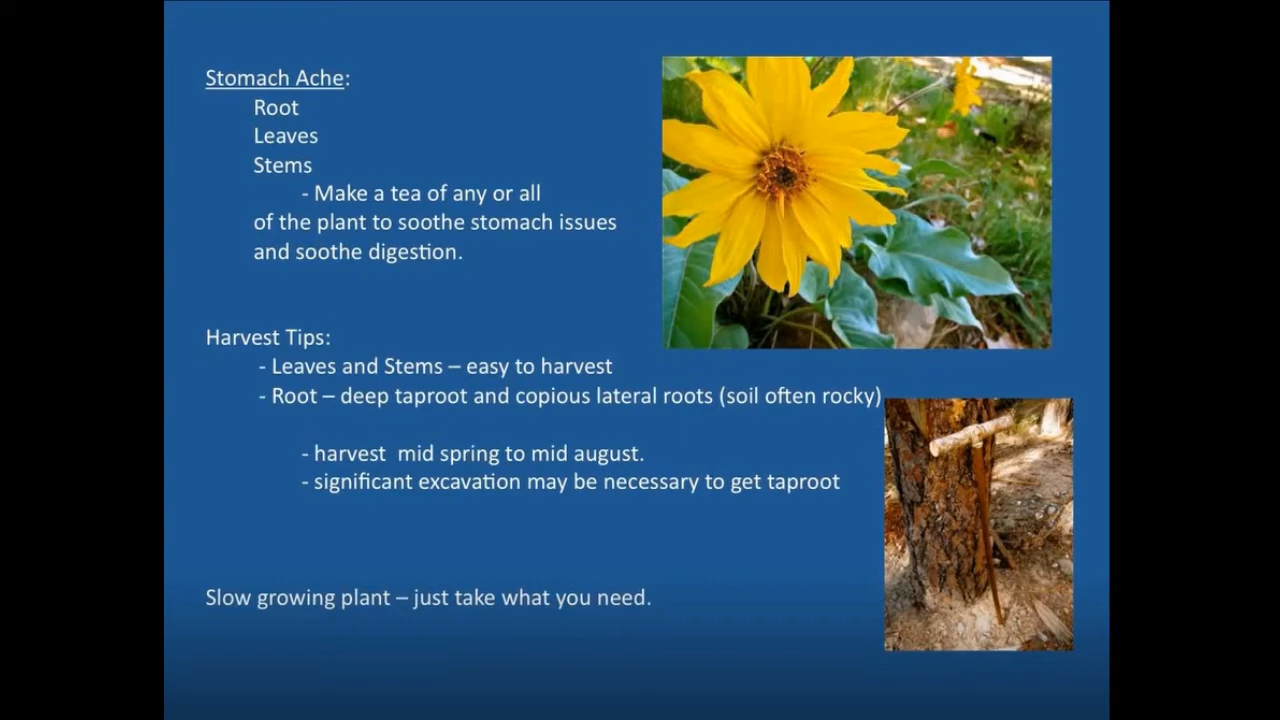 Stomach Ache:
Root
Leaves
Stems
- Make a tea of any or all
of the plant to soothe stomach issues
and soothe digestion.
Harvest Tips:
- Leaves and Stems – easy to harvest
- Root – deep taproot and copious lateral roots (soil often rocky)
- harvest  mid spring to mid august.
- significant excavation may be necessary to get taproot
Slow growing plant – just take what you need.